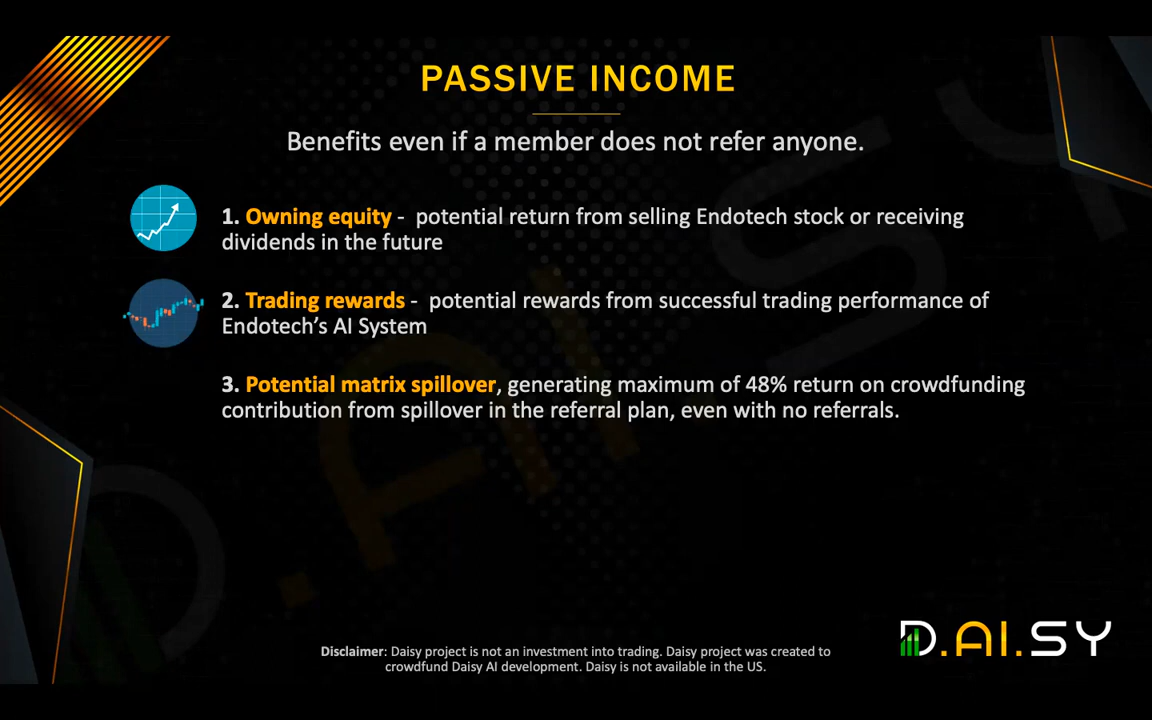 PASSIVE INCOME
Benefits even if a member does not refer anyone.
1. Owning equity - potential return from selling Endotech stock or receiving
dividends in the future
2. Trading rewards - potential rewards from successful trading performance of
Endotech's AI System
3. Potential matrix spillover, generating maximum of 48% return on crowdfunding
contribution from spillover in the referral plan, even with no referrals.
D.AI.SY
Disclaimer: Daisy project is not an investment into trading. Daisy project was created to
crowdfund Daisy AI development. Daisy is not available in the US.
D.AI.SY